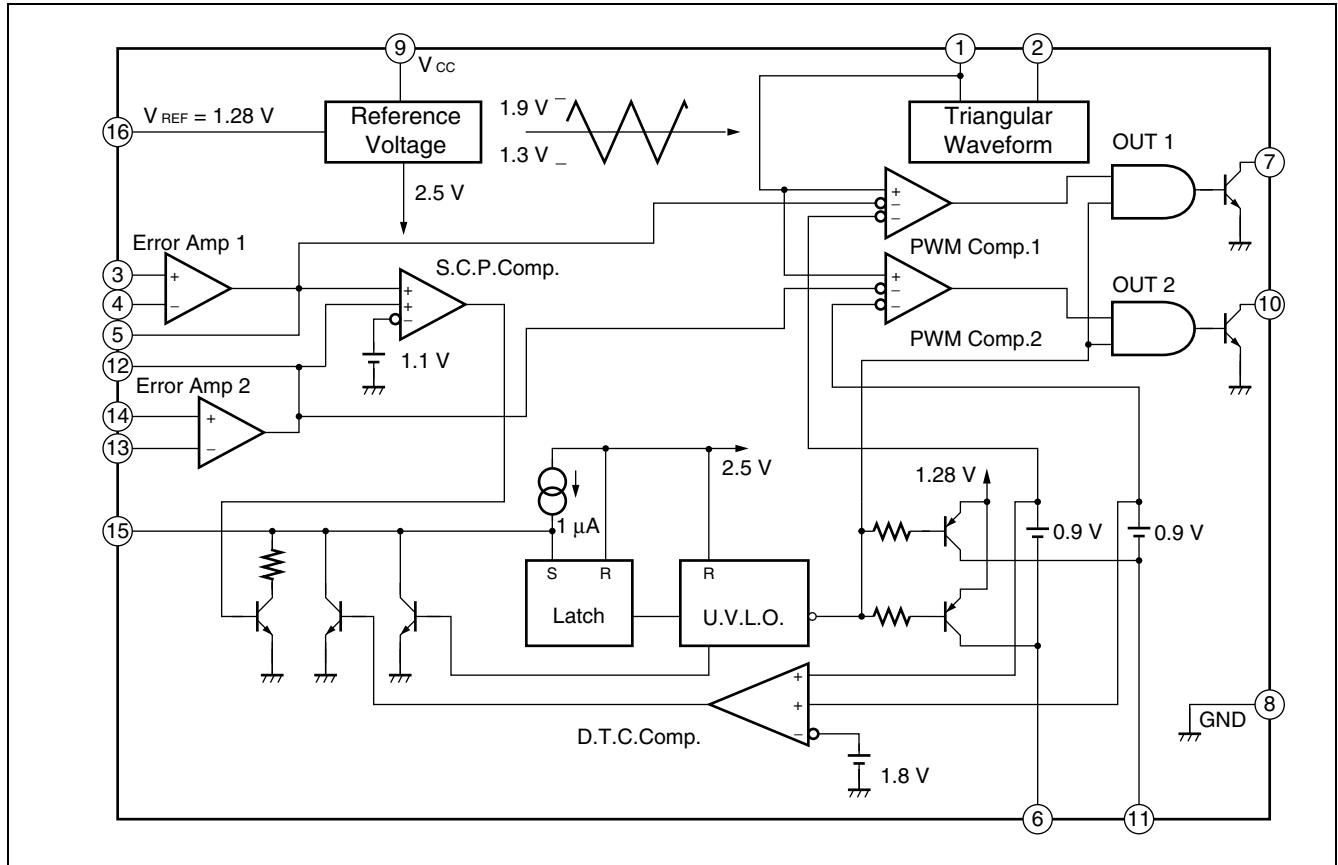 9
1
2
V CC
V REF = 1.28 V
16
Reference
Voltage
1.9 V
1.3 V
2.5 V
Triangular
Waveform
OUT 1
7
+
−
−
PWM Comp.1
Error Amp 1
S.C.P.Comp.
3
+
4
−
5
+
+
−
1.1 V
+
−
−
PWM Comp.2
OUT 2
10
12
Error Amp 2
14
+
13
−
2.5 V
1.28 V
15
1 μA
0.9 V
0.9 V
S
R
R
Latch
U.V.L.O.
+
+
−
D.T.C.Comp.
1.8 V
8
GND
6
11